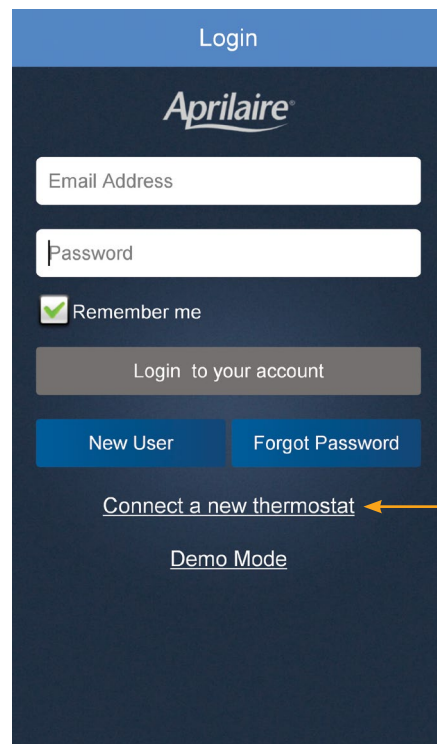 Login
Aprilaire®
Email Address
Password
Remember me
Login to your account
New User Forgot Password
Connect a new thermostat
Demo Mode